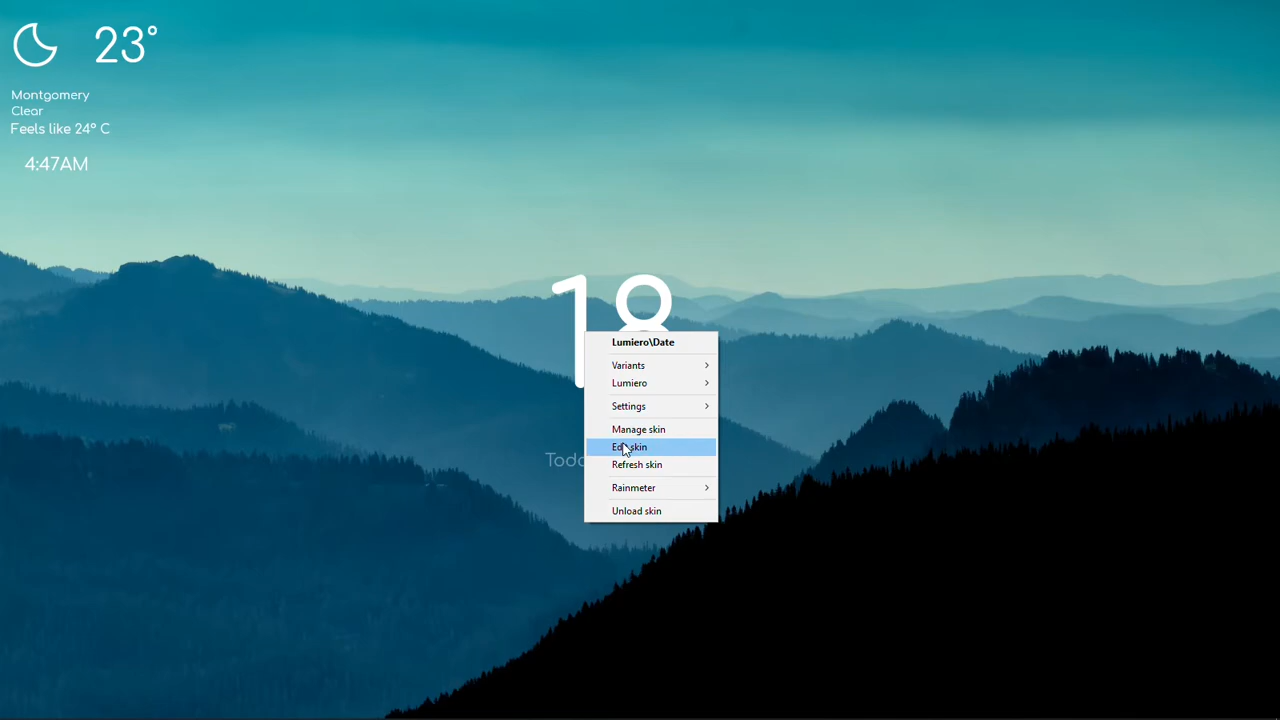 23°
Montgomery
Clear
Feels like 24° C
4:47AM
18
Lumiero\Date
Variants
Lumiero
Settings
Manage skin
Edit skin
Refresh skin
Rainmeter
Unload skin